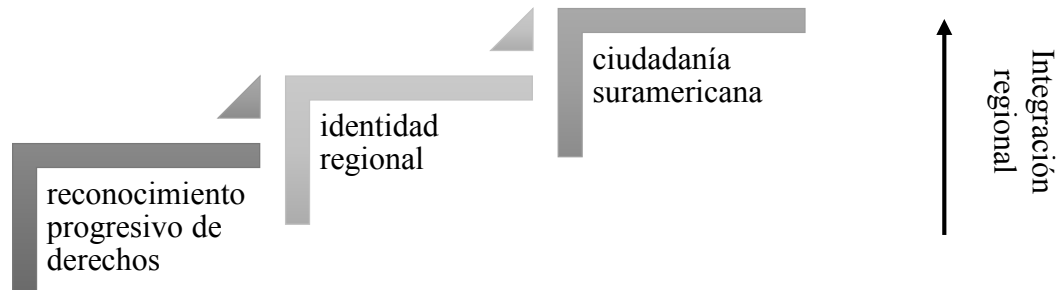 reconocimiento
progresivo de
derechos
identidad
regional
ciudadanía
suramericana
Integración
regional